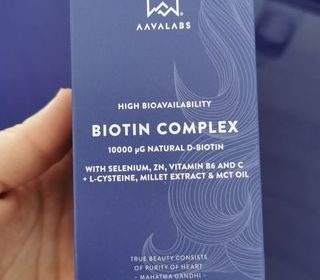 AAVALABS
HIGH BIOAVAILABILITY
BIOTIN COMPLEX
10000 µG NATURAL D-BIOTIN
WITH SELENIUM, ZN, VITAMIN B6 AND C
+ L-CYSTEINE, MILLET EXTRACT & MCT OIL
TRUE BEAUTY CONSISTS
OF PURITY OF HEART
- MAHATMA GANDHI -